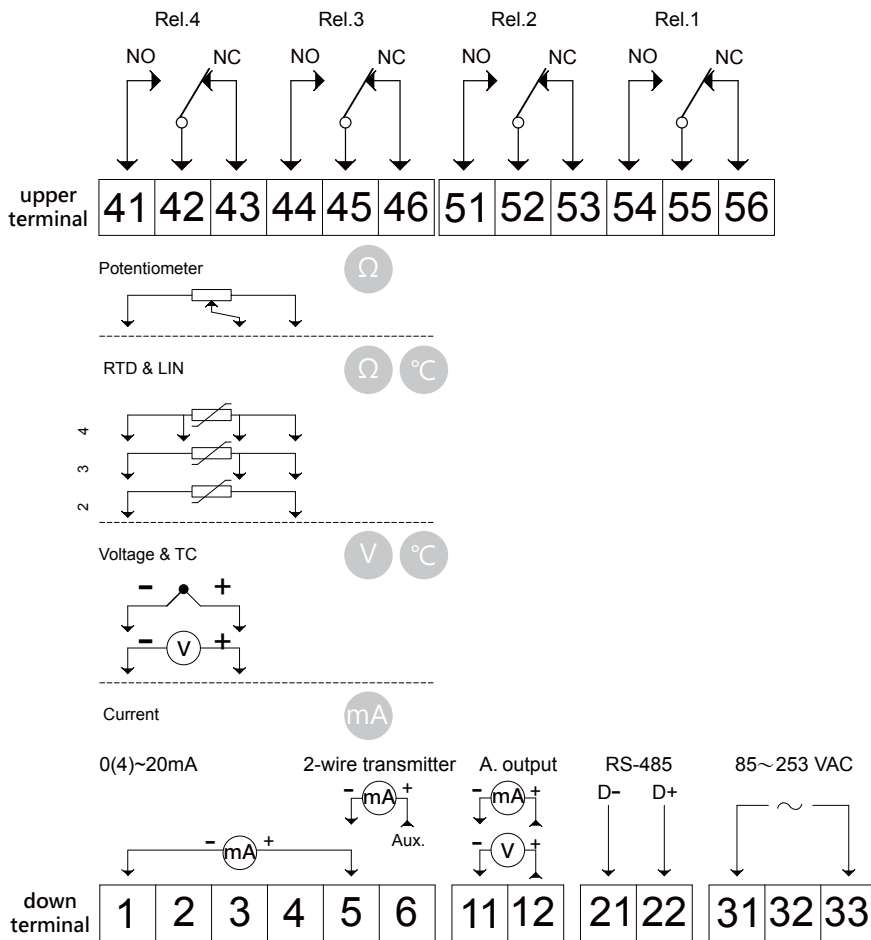 Rel.4 Rel.3 Rel.2 Rel.1
NO NC NO NC NO NC NO NC
upper terminal 41 42 43 44 45 46 51 52 53 54 55 56
Potentiometer Ω
RTD & LIN Ω °C
4
3
2
Voltage & TC V °C
- +
- V +
Current mA
0(4)~20mA 2-wire transmitter A. output RS-485 85~253 VAC
- mA + - mA + D- D+ ~
Aux.
- mA + - V +
down terminal 1 2 3 4 5 6 11 12 21 22 31 32 33